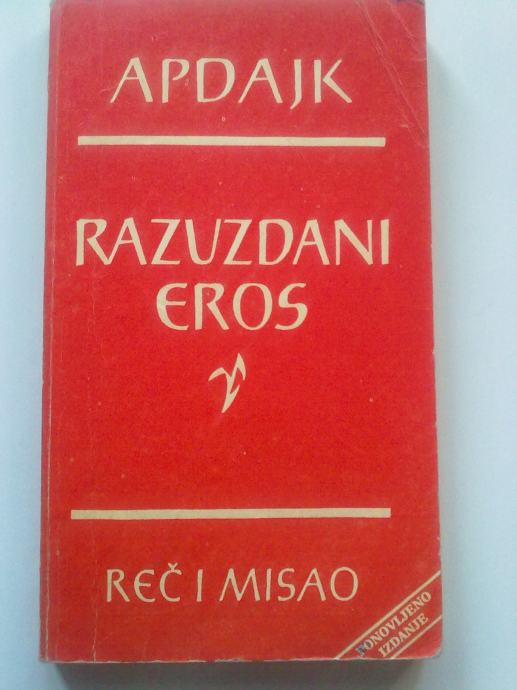 APDAJK
RAZUZDANI
EROS
REČ I MISAO
PONOVLJENO
IZDANJE